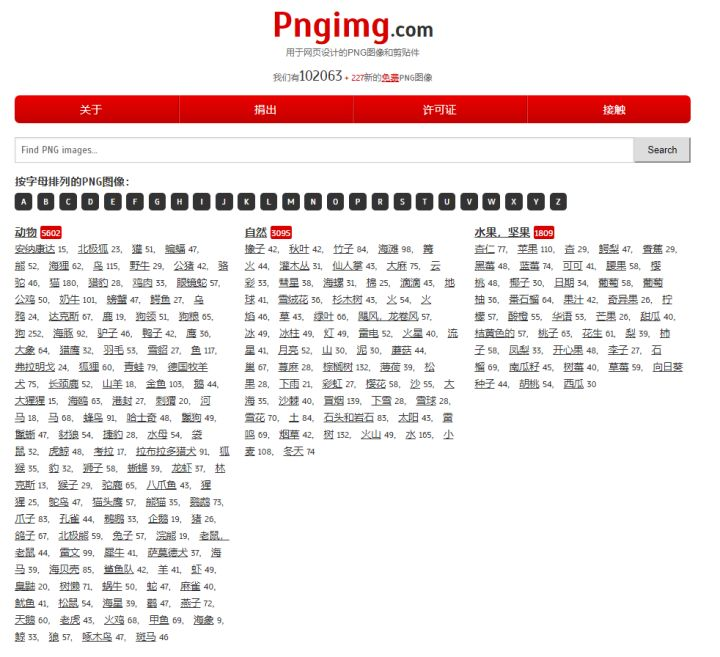 Pngimg.com
用于网页设计的PNG图像和剪贴件
我们有102063 + 227新的免费PNG图像
关于 捐出 许可证 接触
Find PNG images... Search
按字母排列的PNG图像:
A B C D E F G H I J K L M N O P R S T U V W X Y Z
动物 5602
安纳康达 15, 北极狐 23, 獾 51, 蝙蝠 47,
熊 52, 海狸 62, 鸟 115, 野牛 29, 公猪 42, 骆
驼 46, 猫 180, 猎豹 28, 鸡肉 33, 眼镜蛇 57,
公鸡 50, 奶牛 101, 螃蟹 47, 鳄鱼 27, 乌
鸦 24, 达克斯 67, 鹿 19, 狗领 51, 狗粮 65,
狗 252, 海豚 92, 驴子 46, 鸭子 42, 鹰 36,
大象 64, 猎鹰 32, 羽毛 53, 雪貂 27, 鱼 117,
弗拉明戈 24, 狐狸 60, 青蛙 79, 德国牧羊
犬 75, 长颈鹿 52, 山羊 18, 金鱼 103, 鹅 44,
大猩猩 15, 海鸥 63, 港封 27, 刺猬 20, 河
马 18, 马 68, 蜂鸟 91, 哈士奇 48, 鬣狗 49,
鬣蜥 47, 豺狼 54, 捷豹 28, 水母 54, 袋
鼠 32, 虎鲸 48, 考拉 17, 拉布拉多猎犬 91, 狐
猴 35, 豹 32, 狮子 58, 蜥蜴 39, 龙虾 37, 林
克斯 13, 猴子 29, 驼鹿 65, 八爪鱼 43, 猩
猩 25, 鸵鸟 47, 猫头鹰 57, 熊猫 35, 鹦鹉 73,
爪子 83, 孔雀 44, 鹈鹕 33, 企鹅 19, 猪 26,
鸽子 67, 北极熊 59, 兔子 57, 浣熊 19, 老鼠，
老鼠 44, 雷文 99, 犀牛 41, 萨莫德犬 37, 海
马 39, 海贝壳 85, 鲨鱼队 42, 羊 41, 虾 49,
臭鼬 20, 树懒 71, 蜗牛 50, 蛇 47, 麻雀 40,
鱿鱼 41, 松鼠 54, 海星 39, 鹳 47, 燕子 72,
天鹅 60, 老虎 43, 火鸡 68, 甲鱼 69, 海象 9,
鲸 33, 狼 57, 啄木鸟 47, 斑马 46
自然 3095
橡子 42, 秋叶 42, 竹子 84, 海滩 98, 篝
火 44, 灌木丛 31, 仙人掌 43, 大麻 75, 云
彩 33, 彗星 38, 海螺 31, 棉 25, 滴滴 43, 地
球 41, 雪绒花 36, 杉木树 43, 火 54, 火
焰 46, 草 43, 绿叶 66, 飓风，龙卷风 57,
冰 49, 冰柱 49, 灯 49, 雷电 52, 火星 40, 流
星 41, 月亮 52, 山 30, 泥 30, 蘑菇 44,
巢 67, 荨麻 28, 棕榈树 132, 薄荷 39, 松
果 28, 下雨 21, 彩虹 27, 樱花 58, 沙 55, 大
海 35, 沙棘 40, 冒烟 139, 下雪 28, 雪球 28,
雪花 70, 土 84, 石头和岩石 83, 太阳 43, 雷
鸣 69, 烟草 42, 树 132, 火山 49, 水 165, 小
麦 108, 冬天 74
水果，坚果 1809
杏仁 77, 苹果 110, 杏 29, 鳄梨 47, 香蕉 29,
黑莓 48, 蓝莓 74, 可可 41, 腰果 58, 樱
桃 48, 椰子 30, 日期 34, 葡萄 58, 葡萄
柚 36, 番石榴 64, 果汁 42, 奇异果 26, 柠
檬 57, 酸橙 55, 华语 53, 芒果 26, 甜瓜 40,
桔黄色的 57, 桃子 63, 花生 61, 梨 39, 柿
子 58, 凤梨 33, 开心果 48, 李子 27, 石
榴 69, 南瓜籽 45, 树莓 40, 草莓 59, 向日葵
种子 44, 胡桃 54, 西瓜 30